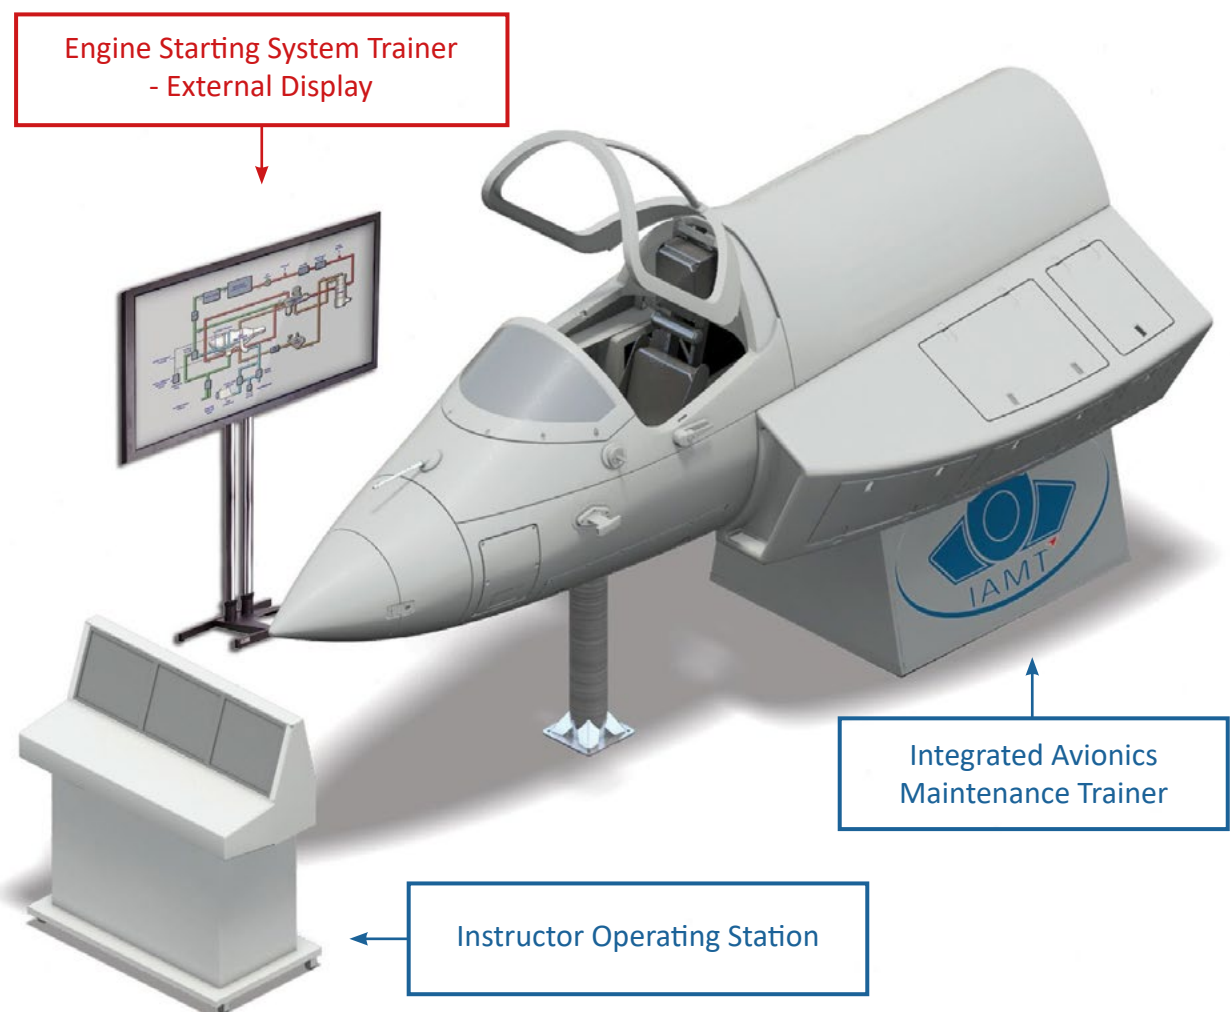 Engine Starting System Trainer
- External Display
IAMT
Integrated Avionics
Maintenance Trainer
Instructor Operating Station